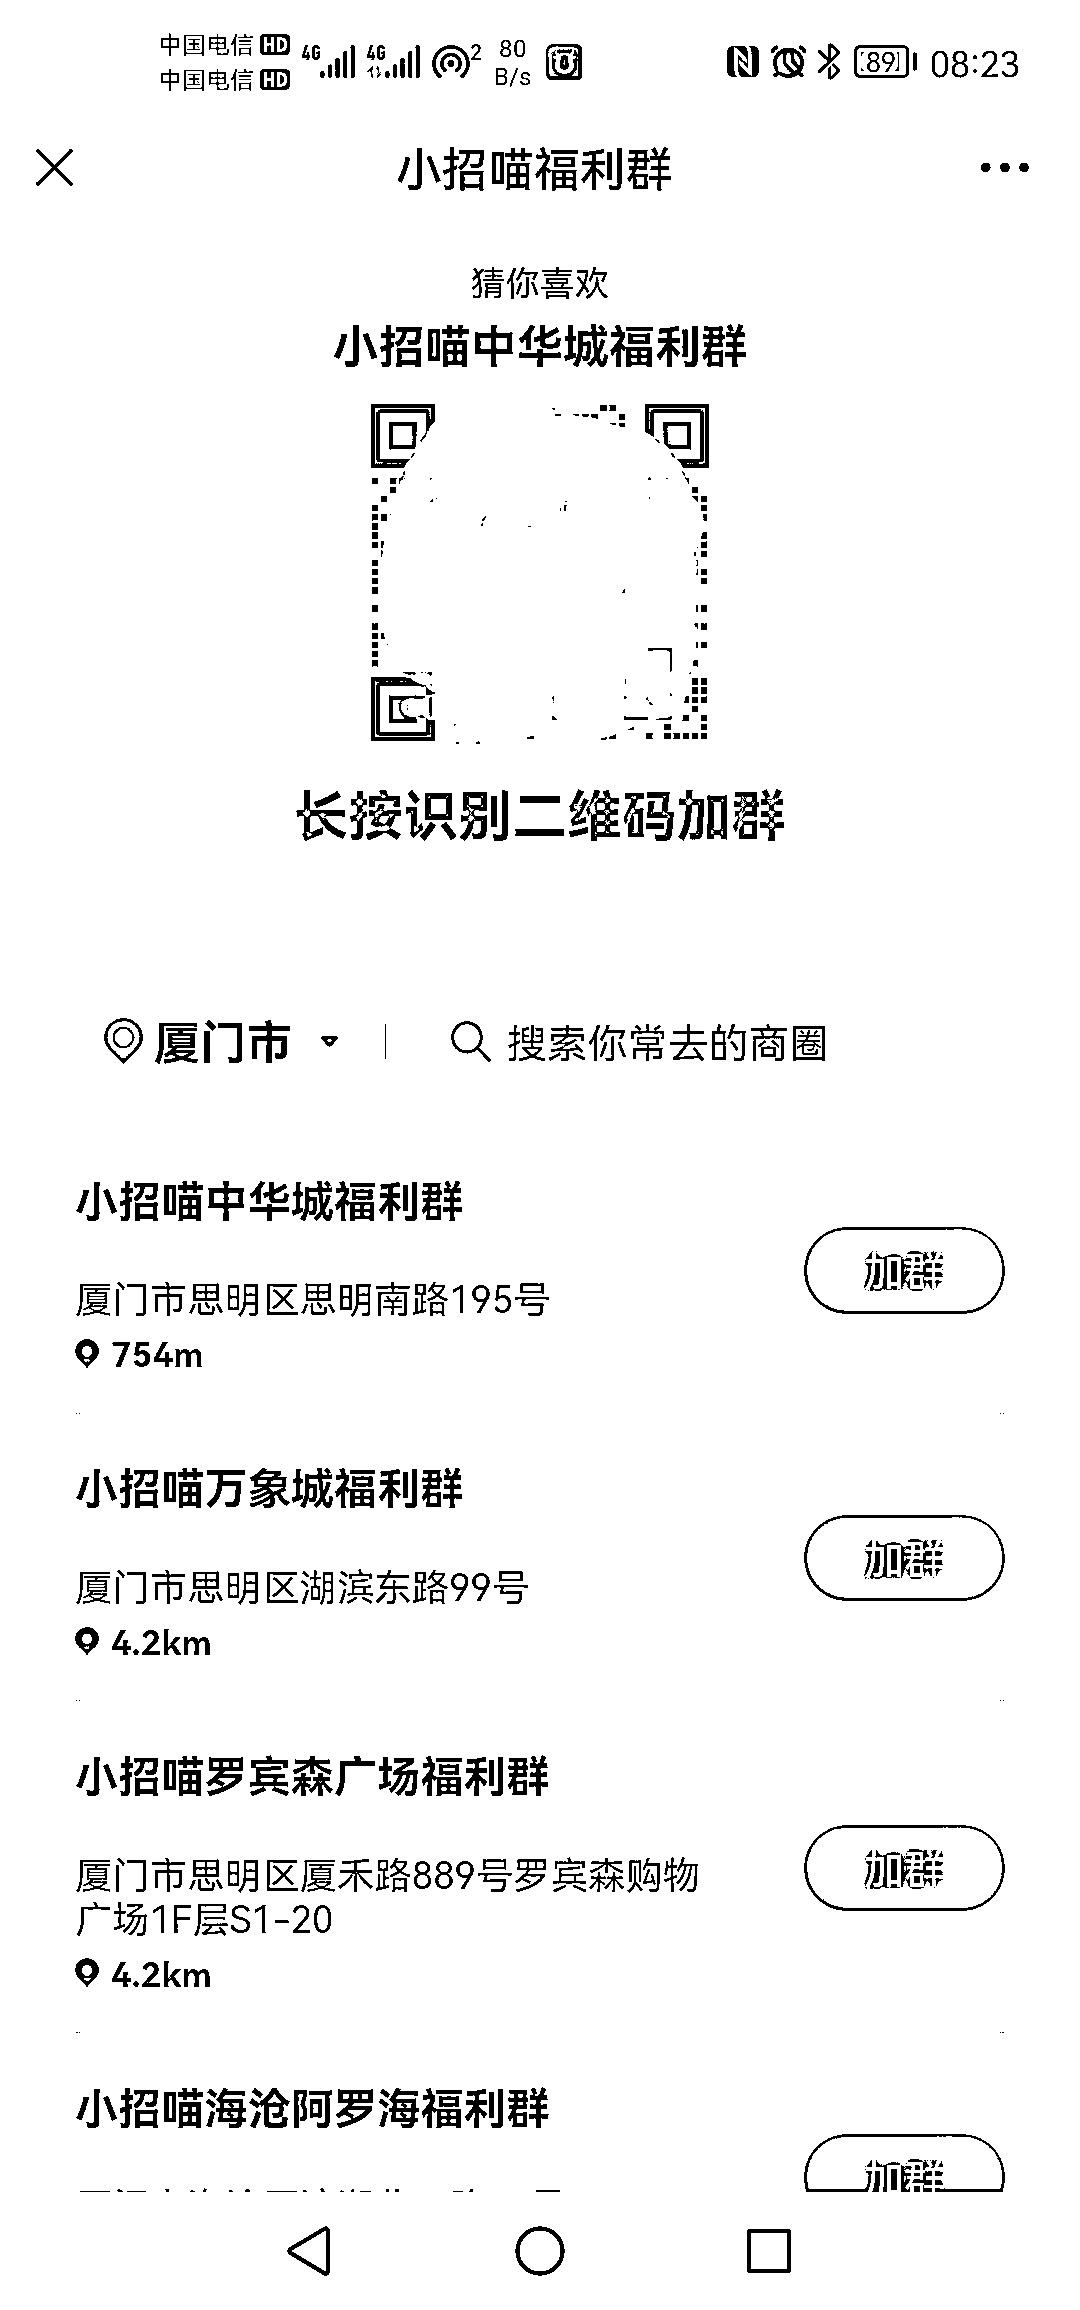 中国电信 HD
中国电信 HD
4G
4G
2
80
B/s
89
08:23
小招喵福利群
猜你喜欢
小招喵中华城福利群
长按识别二维码加群
厦门市
搜索你常去的商圈
小招喵中华城福利群
加群
厦门市思明区思明南路195号
754m
小招喵万象城福利群
加群
厦门市思明区湖滨东路99号
4.2km
小招喵罗宾森广场福利群
加群
厦门市思明区厦禾路889号罗宾森购物
广场1F层S1-20
4.2km
小招喵海沧阿罗海福利群
加群